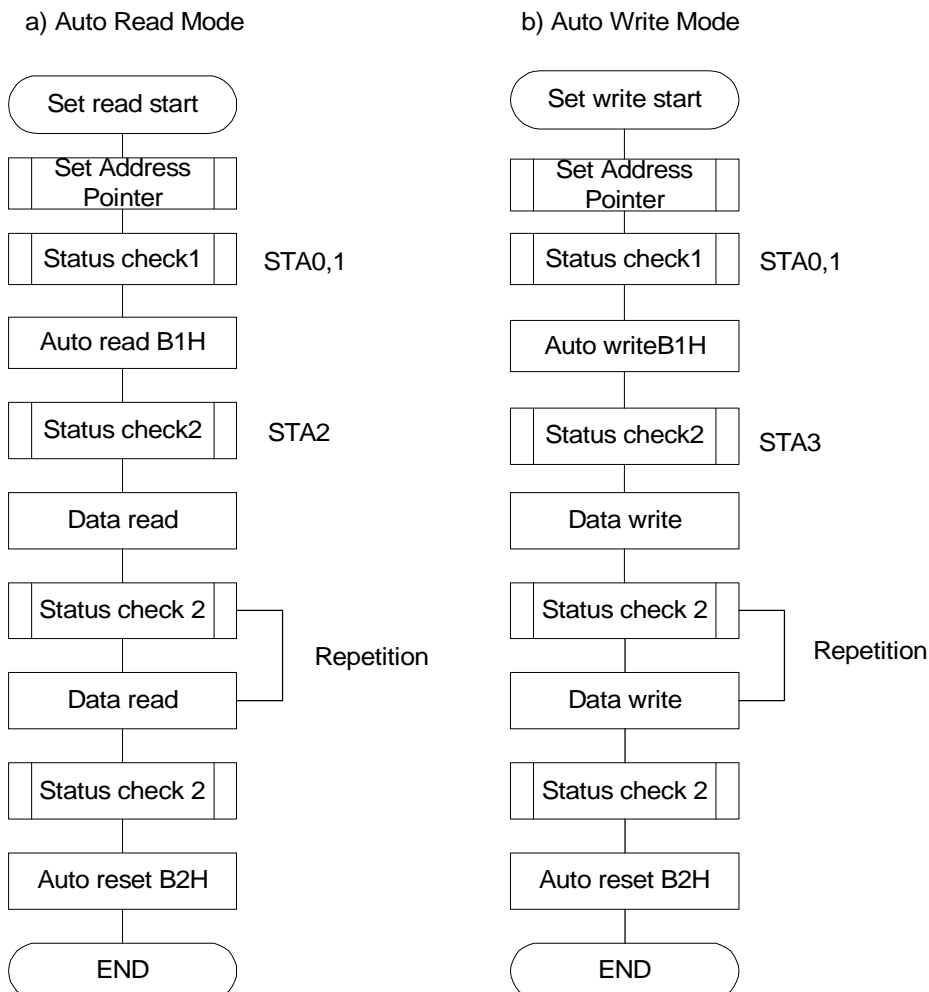 a) Auto Read Mode
Set read start
Set Address
Pointer
Status check1
STA0,1
Auto read B1H
Status check2
STA2
Data read
Status check 2
Repetition
Data read
Status check 2
Auto reset B2H
END
b) Auto Write Mode
Set write start
Set Address
Pointer
Status check1
STA0,1
Auto writeB1H
Status check2
STA3
Data write
Status check 2
Repetition
Data write
Status check 2
Auto reset B2H
END